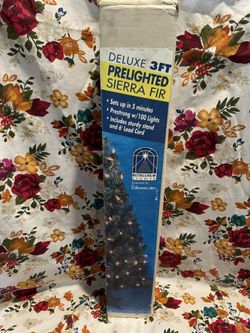 DELUXE 3FT
PRELIGHTED
SIERRA FIR
• Sets up in 5 minutes
• Prestrung w/100 Lights
• Includes sturdy stand
and 6' Lead Cord
BETHLEHEM